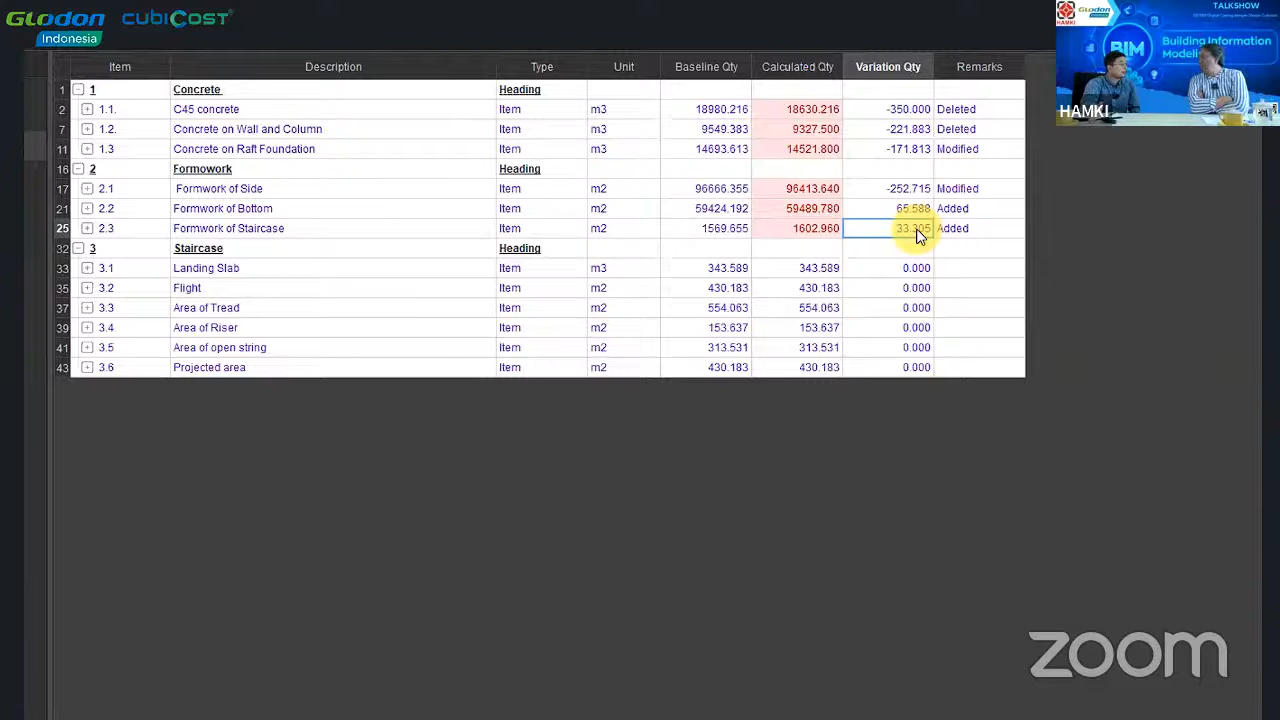 GLODON CUBICOST®
Indonesia
HAMKI GLODON TALKSHOW
BIM Building Information
HAMKI
Item Description Type Unit Baseline Qty Calculated Qty Variation Qty Remarks
1 1 Concrete Heading
2 1.1. C45 concrete Item m3 18980.216 18630.216 -350.000 Deleted
7 1.2. Concrete on Wall and Column Item m3 9549.383 9327.500 -221.883 Deleted
11 1.3 Concrete on Raft Foundation Item m3 14693.613 14521.800 -171.813 Modified
16 2 Formowork Heading
17 2.1 Formwork of Side Item m2 96666.355 96413.640 -252.715 Modified
21 2.2 Formwork of Bottom Item m2 59424.192 59489.780 65.588 Added
25 2.3 Formwork of Staircase Item m2 1569.655 1602.960 33.305 Added
32 3 Staircase Heading
33 3.1 Landing Slab Item m3 343.589 343.589 0.000
35 3.2 Flight Item m2 430.183 430.183 0.000
37 3.3 Area of Tread Item m2 554.063 554.063 0.000
39 3.4 Area of Riser Item m2 153.637 153.637 0.000
41 3.5 Area of open string Item m2 313.531 313.531 0.000
43 3.6 Projected area Item m2 430.183 430.183 0.000
zoom